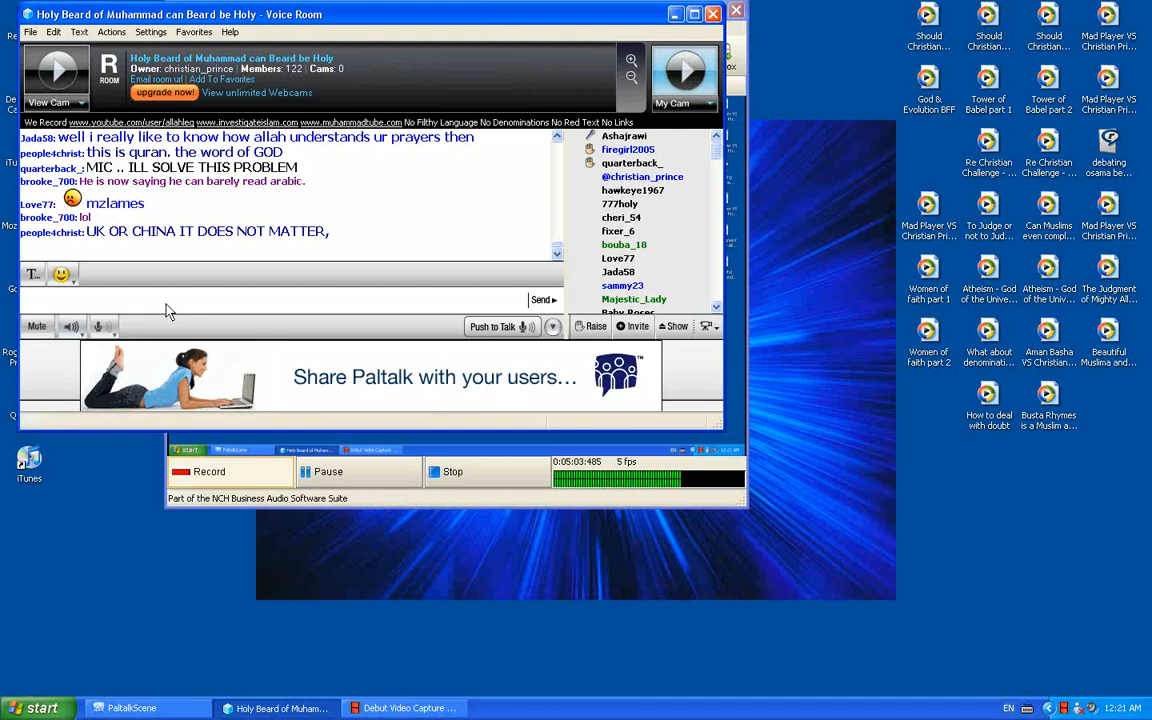 Holy Beard of Muhammad can Beard be Holy - Voice Room
File Edit Text Actions Settings Favorites Help
View Cam
R
ROOM
Holy Beard of Muhammad can Beard be Holy
Owner: christian_prince | Members: 122 | Cams: 0
Email room url | Add To Favorites
upgrade now! View unlimited Webcams
My Cam
We Record www.youtube.com/user/allahleg www.investigateislam.com www.muhammadtube.com No Filthy Language No Denominations No Red Text No Links
Jada58: well i really like to know how allah understands ur prayers then
people4christ: this is quran. the word of GOD
quarterback_: MIC .. ILL SOLVE THIS PROBLEM
brooke_700: He is now saying he can barely read arabic.
Love77: mzlames
brooke_700: lol
people4christ: UK OR CHINA IT DOES NOT MATTER,
Ashajrawi
firegirl2005
quarterback_
@christian_prince
hawkeye1967
777holy
cheri_54
fixer_6
bouba_18
Love77
Jada58
sammy23
Majestic_Lady
Baby_Roses
T...
Send
Mute
Push to Talk
Raise Invite Show
Share Paltalk with your users...
start
Record Pause Stop
0:05:03:485 5 fps
Part of the NCH Business Audio Software Suite
iTunes
Should Christian...
Should Christian...
Should Christian...
Mad Player VS Christian Pri...
God & Evolution BFF
Tower of Babel part 1
Tower of Babel part 2
Mad Player VS Christian Pri...
Re Christian Challenge - ...
Re Christian Challenge - ...
debating osama be...
Mad Player VS Christian Pri...
To Judge or not to Jud...
Can Muslims even compl...
Mad Player VS Christian Pri...
Women of faith part 1
Atheism - God of the Unive...
Atheism - God of the Unive...
The Judgment of Mighty All...
Women of faith part 2
What about denominati...
Aman Basha VS Christian...
Beautiful Muslima and...
How to deal with doubt
Busta Rhymes is a Muslim a...
start
PaltalkScene
Holy Beard of Muham...
Debut Video Capture ...
EN
12:21 AM